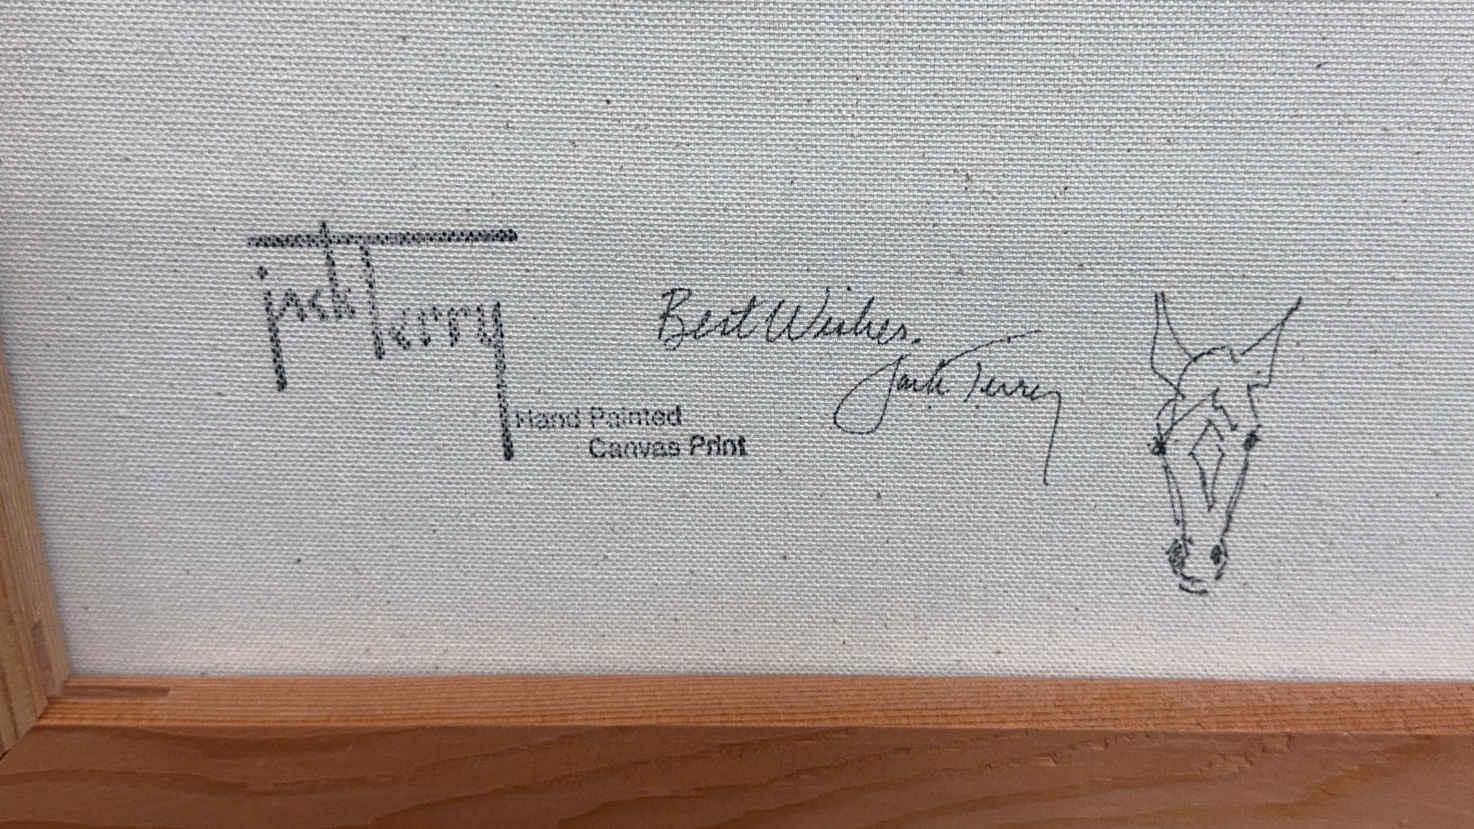 jack Terry
Hand Painted
Canvas Print
Best Wishes.
Jack Terry